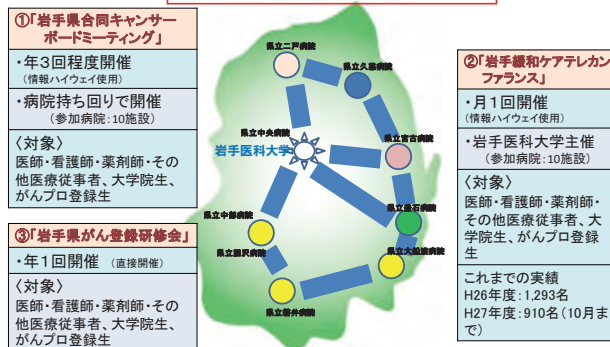 ①「岩手県合同キャンサー
ボードミーティング」
・年3回程度開催
(情報ハイウェイ使用)
・病院持ち回りで開催
(参加病院:10施設)
〈対象〉
医師・看護師・薬剤師・その
他医療従事者、大学院生、
がんプロ登録生
③「岩手県がん登録研修会」
・年1回開催 (直接開催)
〈対象〉
医師・看護師・薬剤師・その
他医療従事者、大学院生、
がんプロ登録生
県立二戸病院
県立久慈病院
県立中央病院
岩手医科大学
県立宮古病院
県立釜石病院
県立中部病院
県立胆沢病院
県立大船渡病院
県立磐井病院
②「岩手緩和ケアテレカン
ファランス」
・月1回開催
(情報ハイウェイ使用)
・岩手医科大学主催
(参加病院:10施設)
〈対象〉
医師・看護師・薬剤師・
その他医療従事者、大
学院生、がんプロ登録
生
これまでの実績
H26年度:1,293名
H27年度:910名(10月ま
で)